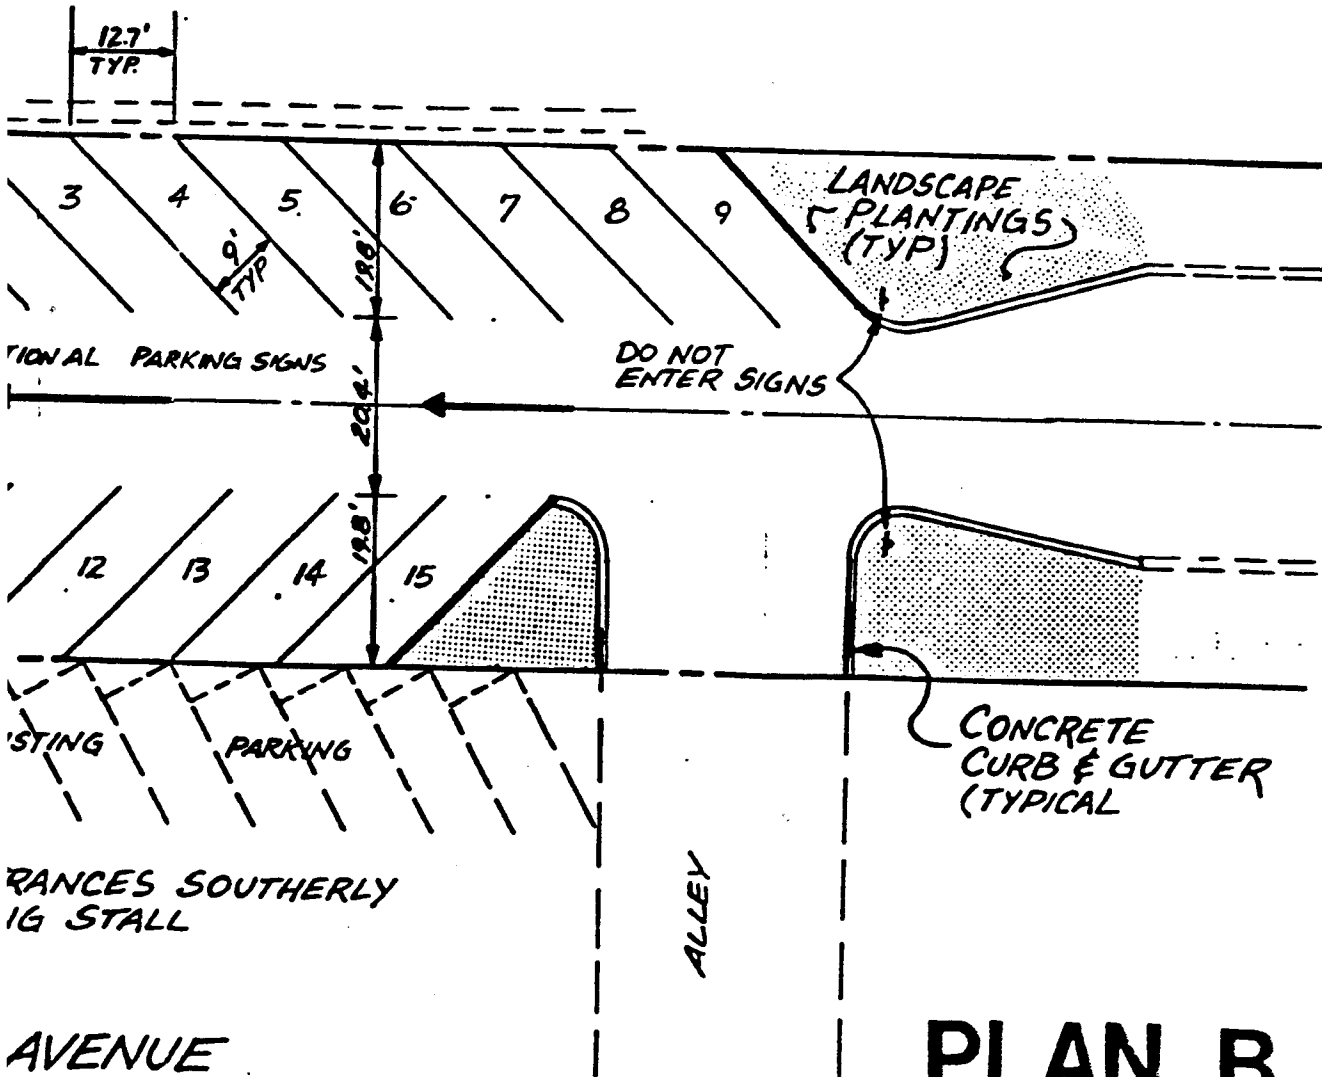 12.7'
TYP.
LANDSCAPE
PLANTINGS
(TYP)
3 4 5 6 7 8 9
9'
TYP
19.8'
TIONAL PARKING SIGNS
DO NOT
ENTER SIGNS
20.4'
19.8'
12 13 14 15
ISTING PARKING
CONCRETE
CURB & GUTTER
(TYPICAL
RANCES SOUTHERLY
IG STALL
ALLEY
AVENUE
PLAN B